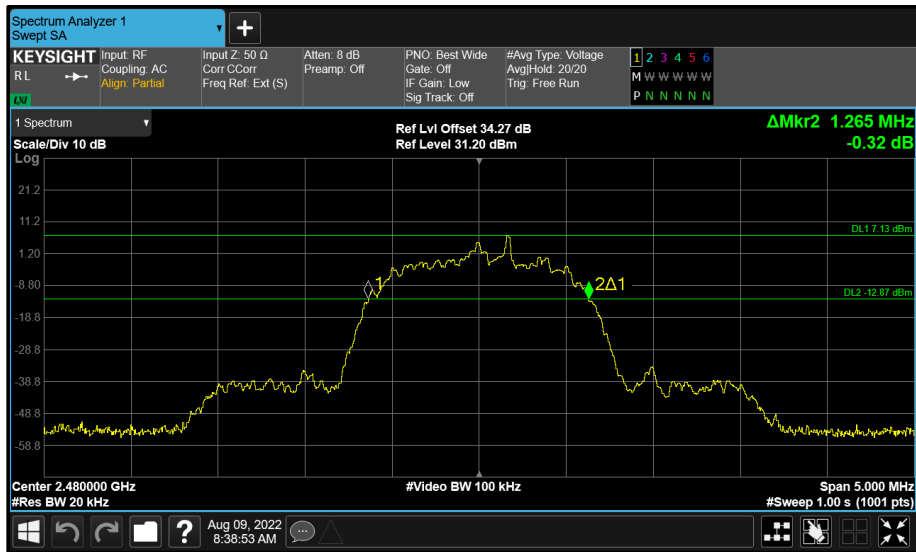 Spectrum Analyzer 1
Swept SA
KEYSIGHT
RL
LXI
Input: RF
Coupling: AC
Align: Partial
Input Z: 50 Ω
Corr CCorr
Freq Ref: Ext (S)
Atten: 8 dB
Preamp: Off
PNO: Best Wide
Gate: Off
IF Gain: Low
Sig Track: Off
#Avg Type: Voltage
Avg|Hold: 20/20
Trig: Free Run
1 2 3 4 5 6
M W W W W W
P N N N N N
1 Spectrum
Scale/Div 10 dB
Ref Lvl Offset 34.27 dB
Ref Level 31.20 dBm
ΔMkr2 1.265 MHz
-0.32 dB
Log
21.2
11.2
DL1 7.13 dBm
1.20
-8.80
1
2Δ1
DL2 -12.87 dBm
-18.8
-28.8
-38.8
-48.8
-58.8
Center 2.480000 GHz
#Video BW 100 kHz
Span 5.000 MHz
#Res BW 20 kHz
#Sweep 1.00 s (1001 pts)
?
Aug 09, 2022
8:38:53 AM